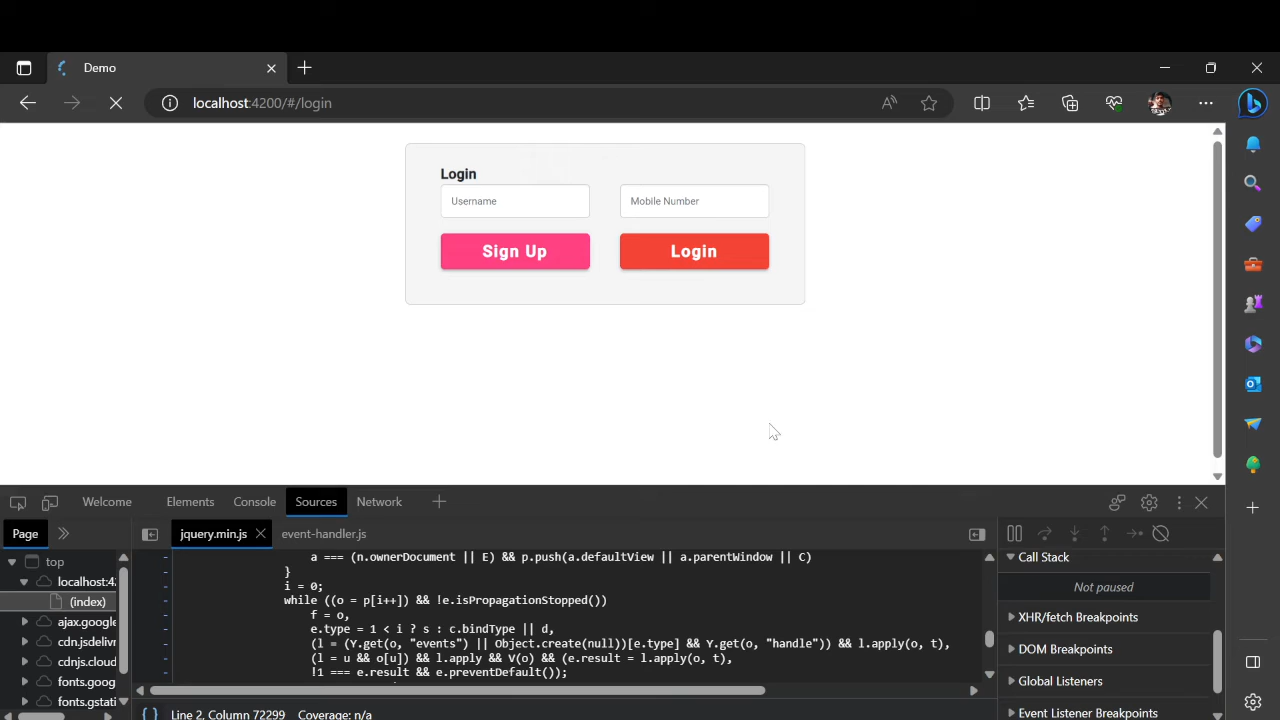 Demo
localhost:4200/#/login
Login
Username
Mobile Number
Sign Up
Login
Welcome
Elements
Console
Sources
Network
Page
jquery.min.js
event-handler.js
top
localhost:4
(index)
ajax.google
cdn.jsdelivr
cdnjs.cloud
fonts.goog
fonts.gstati
a === (n.ownerDocument || E) && p.push(a.defaultView || a.parentWindow || C)
}
i = 0;
while ((o = p[i++]) && !e.isPropagationStopped())
f = o,
e.type = 1 < i ? s : c.bindType || d,
(l = (Y.get(o, "events") || Object.create(null))[e.type] && Y.get(o, "handle")) && l.apply(o, t),
(l = u && o[u]) && l.apply && V(o) && (e.result = l.apply(o, t),
!1 === e.result && e.preventDefault());
{ } Line 2, Column 72299 Coverage: n/a
Call Stack
Not paused
XHR/fetch Breakpoints
DOM Breakpoints
Global Listeners
Event Listener Breakpoints